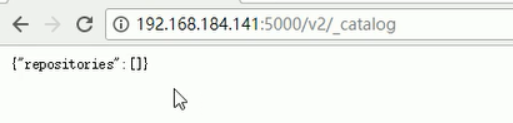 192.168.184.141:5000/v2/_catalog
{"repositories":[]}